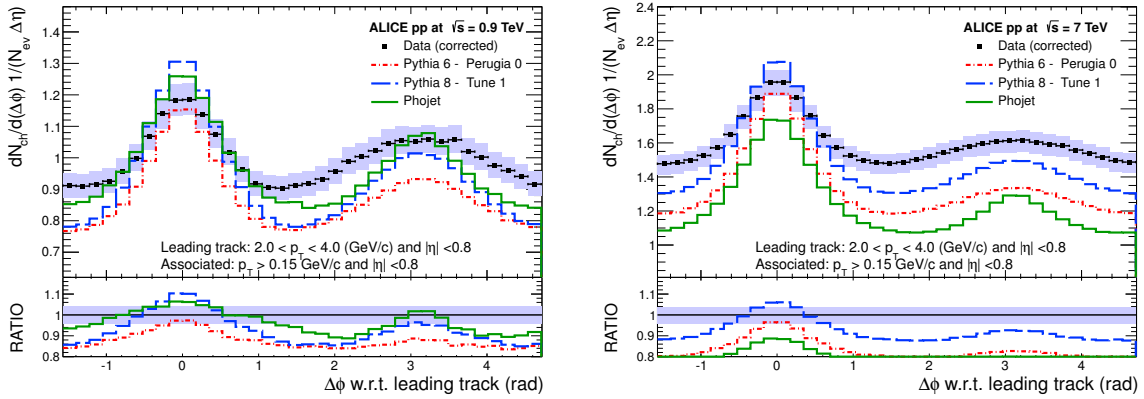 ALICE pp at √s = 0.9 TeV
Data (corrected)
Pythia 6 - Perugia 0
Pythia 8 - Tune 1
Phojet
dN_ch/d(Δφ) 1/(N_ev Δη)
1.4
1.3
1.2
1.1
1
0.9
0.8
0.7
Leading track: 2.0 < p_T < 4.0 (GeV/c) and |η| <0.8
Associated: p_T > 0.15 GeV/c and |η| <0.8
RATIO
1.1
1
0.9
0.8
-1 0 1 2 3 4
Δφ w.r.t. leading track (rad)
ALICE pp at √s = 7 TeV
Data (corrected)
Pythia 6 - Perugia 0
Pythia 8 - Tune 1
Phojet
dN_ch/d(Δφ) 1/(N_ev Δη)
2.4
2.2
2
1.8
1.6
1.4
1.2
1
Leading track: 2.0 < p_T < 4.0 (GeV/c) and |η| <0.8
Associated: p_T > 0.15 GeV/c and |η| <0.8
RATIO
1.1
1
0.9
0.8
-1 0 1 2 3 4
Δφ w.r.t. leading track (rad)